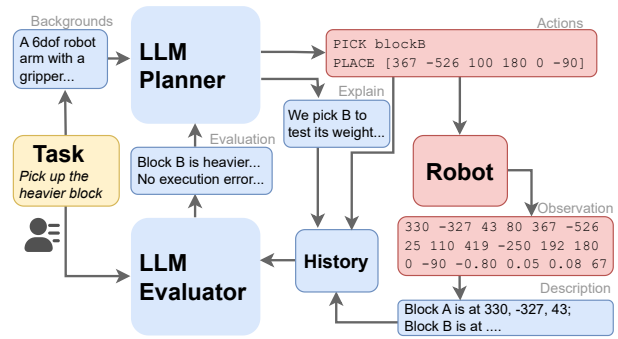 Backgrounds
A 6dof robot
arm with a
gripper...
LLM
Planner
Actions
PICK blockB
PLACE [367 -526 100 180 0 -90]
Explain
We pick B to
test its weight...
Task
Pick up the
heavier block
Evaluation
Block B is heavier...
No execution error...
Robot
Observation
330 -327 43 80 367 -526
25 110 419 -250 192 180
0 -90 -0.80 0.05 0.08 67
LLM
Evaluator
History
Description
Block A is at 330, -327, 43;
Block B is at ....